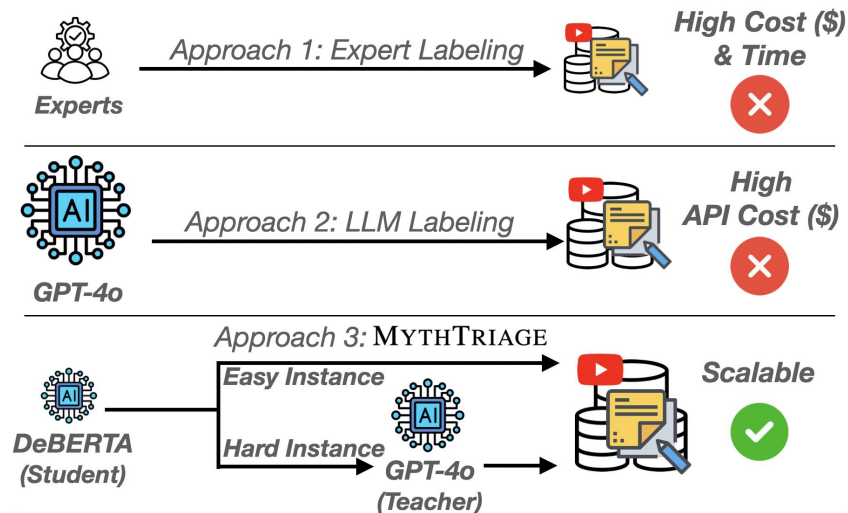 Experts
Approach 1: Expert Labeling
High Cost ($)
& Time
AI
GPT-4o
Approach 2: LLM Labeling
High
API Cost ($)
Approach 3: MYTHTRIAGE
AI
DeBERTA
(Student)
Easy Instance
Hard Instance
AI
GPT-4o
(Teacher)
Scalable